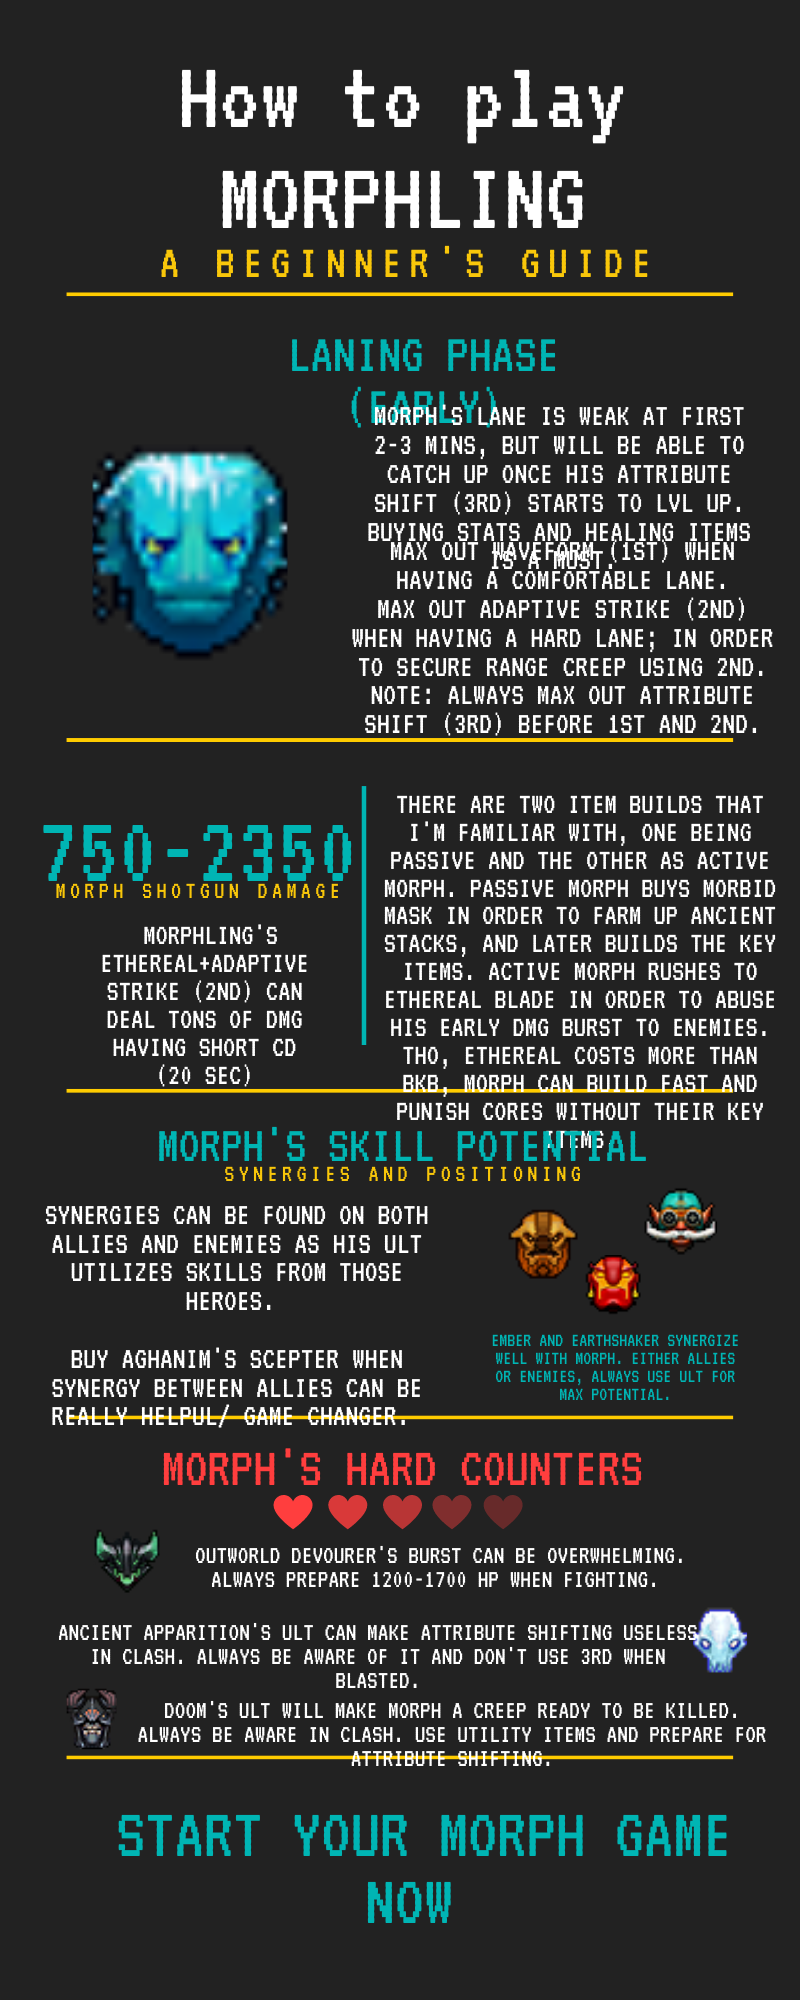 How to play
MORPHLING
A BEGINNER'S GUIDE
LANING PHASE
(EARLY)
MORPH'S LANE IS WEAK AT FIRST
2-3 MINS, BUT WILL BE ABLE TO
CATCH UP ONCE HIS ATTRIBUTE
SHIFT (3RD) STARTS TO LVL UP.
BUYING STATS AND HEALING ITEMS
IS A MUST.
MAX OUT WAVEFORM (1ST) WHEN
HAVING A COMFORTABLE LANE.
MAX OUT ADAPTIVE STRIKE (2ND)
WHEN HAVING A HARD LANE; IN ORDER
TO SECURE RANGE CREEP USING 2ND.
NOTE: ALWAYS MAX OUT ATTRIBUTE
SHIFT (3RD) BEFORE 1ST AND 2ND.
750-2350
MORPH SHOTGUN DAMAGE
MORPHLING'S
ETHEREAL+ADAPTIVE
STRIKE (2ND) CAN
DEAL TONS OF DMG
HAVING SHORT CD
(20 SEC)
THERE ARE TWO ITEM BUILDS THAT
I'M FAMILIAR WITH, ONE BEING
PASSIVE AND THE OTHER AS ACTIVE
MORPH. PASSIVE MORPH BUYS MORBID
MASK IN ORDER TO FARM UP ANCIENT
STACKS, AND LATER BUILDS THE KEY
ITEMS. ACTIVE MORPH RUSHES TO
ETHEREAL BLADE IN ORDER TO ABUSE
HIS EARLY DMG BURST TO ENEMIES.
THO, ETHEREAL COSTS MORE THAN
BKB, MORPH CAN BUILD FAST AND
PUNISH CORES WITHOUT THEIR KEY
ITEMS
MORPH'S SKILL POTENTIAL
SYNERGIES AND POSITIONING
SYNERGIES CAN BE FOUND ON BOTH
ALLIES AND ENEMIES AS HIS ULT
UTILIZES SKILLS FROM THOSE
HEROES.
BUY AGHANIM'S SCEPTER WHEN
SYNERGY BETWEEN ALLIES CAN BE
REALLY HELPUL/ GAME CHANGER.
EMBER AND EARTHSHAKER SYNERGIZE
WELL WITH MORPH. EITHER ALLIES
OR ENEMIES, ALWAYS USE ULT FOR
MAX POTENTIAL.
MORPH'S HARD COUNTERS
OUTWORLD DEVOURER'S BURST CAN BE OVERWHELMING.
ALWAYS PREPARE 1200-1700 HP WHEN FIGHTING.
ANCIENT APPARITION'S ULT CAN MAKE ATTRIBUTE SHIFTING USELESS
IN CLASH. ALWAYS BE AWARE OF IT AND DON'T USE 3RD WHEN
BLASTED.
DOOM'S ULT WILL MAKE MORPH A CREEP READY TO BE KILLED.
ALWAYS BE AWARE IN CLASH. USE UTILITY ITEMS AND PREPARE FOR
ATTRIBUTE SHIFTING.
START YOUR MORPH GAME
NOW